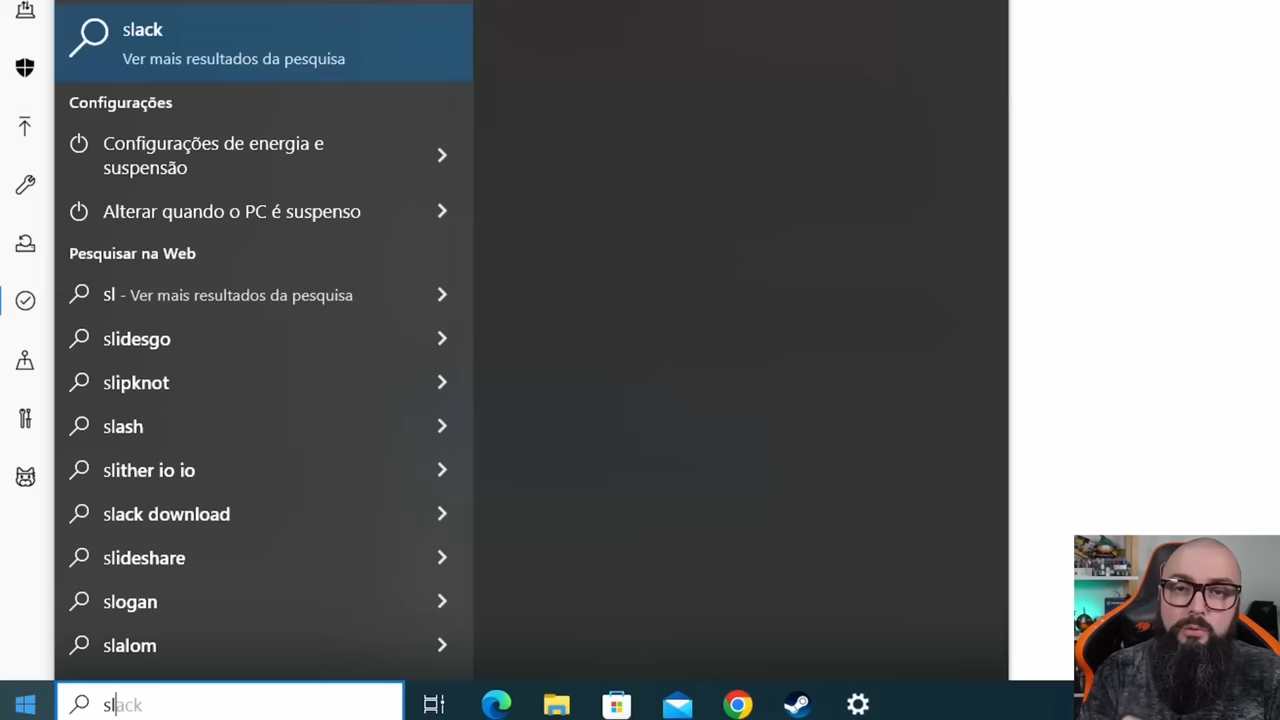 slack
Ver mais resultados da pesquisa
Configurações
Configurações de energia e
suspensão
Alterar quando o PC é suspenso
Pesquisar na Web
sl - Ver mais resultados da pesquisa
slidesgo
slipknot
slash
slither io io
slack download
slideshare
slogan
slalom
slack